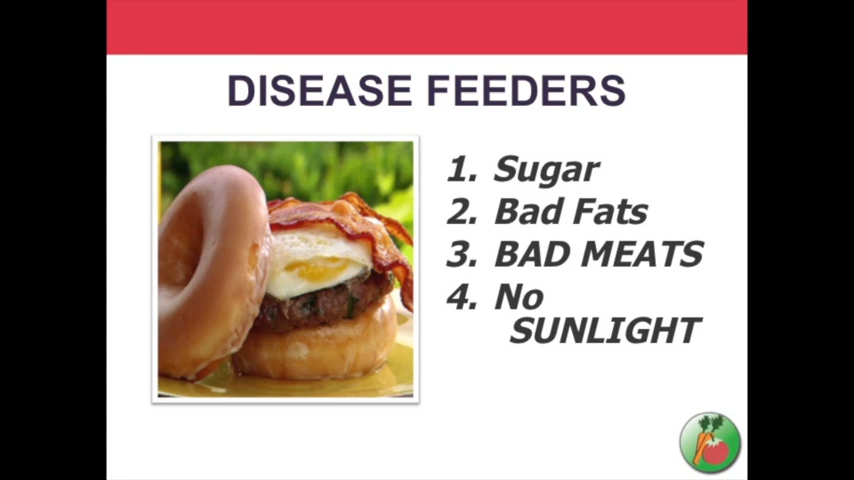 DISEASE FEEDERS
1. Sugar
2. Bad Fats
3. BAD MEATS
4. No
SUNLIGHT